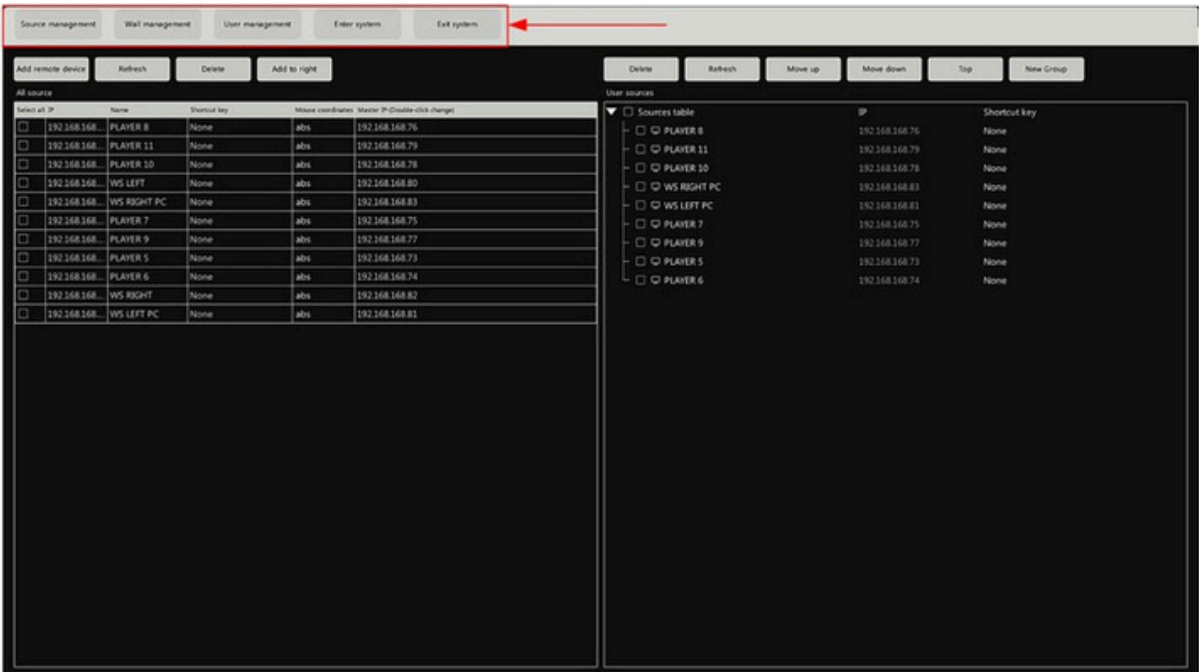 Source management Wall management User management Enter system Exit system
Add remote device Refresh Delete Add to right
All source
Select all IP Name Shortcut key Mouse coordinates Master IP-(Double-click change)
192.168.168... PLAYER 8 None abs 192.168.168.76
192.168.168... PLAYER 11 None abs 192.168.168.79
192.168.168... PLAYER 10 None abs 192.168.168.78
192.168.168... WS LEFT None abs 192.168.168.80
192.168.168... WS RIGHT PC None abs 192.168.168.83
192.168.168... PLAYER 7 None abs 192.168.168.75
192.168.168... PLAYER 9 None abs 192.168.168.77
192.168.168... PLAYER 5 None abs 192.168.168.73
192.168.168... PLAYER 6 None abs 192.168.168.74
192.168.168... WS RIGHT None abs 192.168.168.82
192.168.168... WS LEFT PC None abs 192.168.168.81
Delete Refresh Move up Move down Top New Group
User sources
Sources table IP Shortcut key
PLAYER 8 192.168.168.76 None
PLAYER 11 192.168.168.79 None
PLAYER 10 192.168.168.78 None
WS RIGHT PC 192.168.168.83 None
WS LEFT PC 192.168.168.81 None
PLAYER 7 192.168.168.75 None
PLAYER 9 192.168.168.77 None
PLAYER 5 192.168.168.73 None
PLAYER 6 192.168.168.74 None